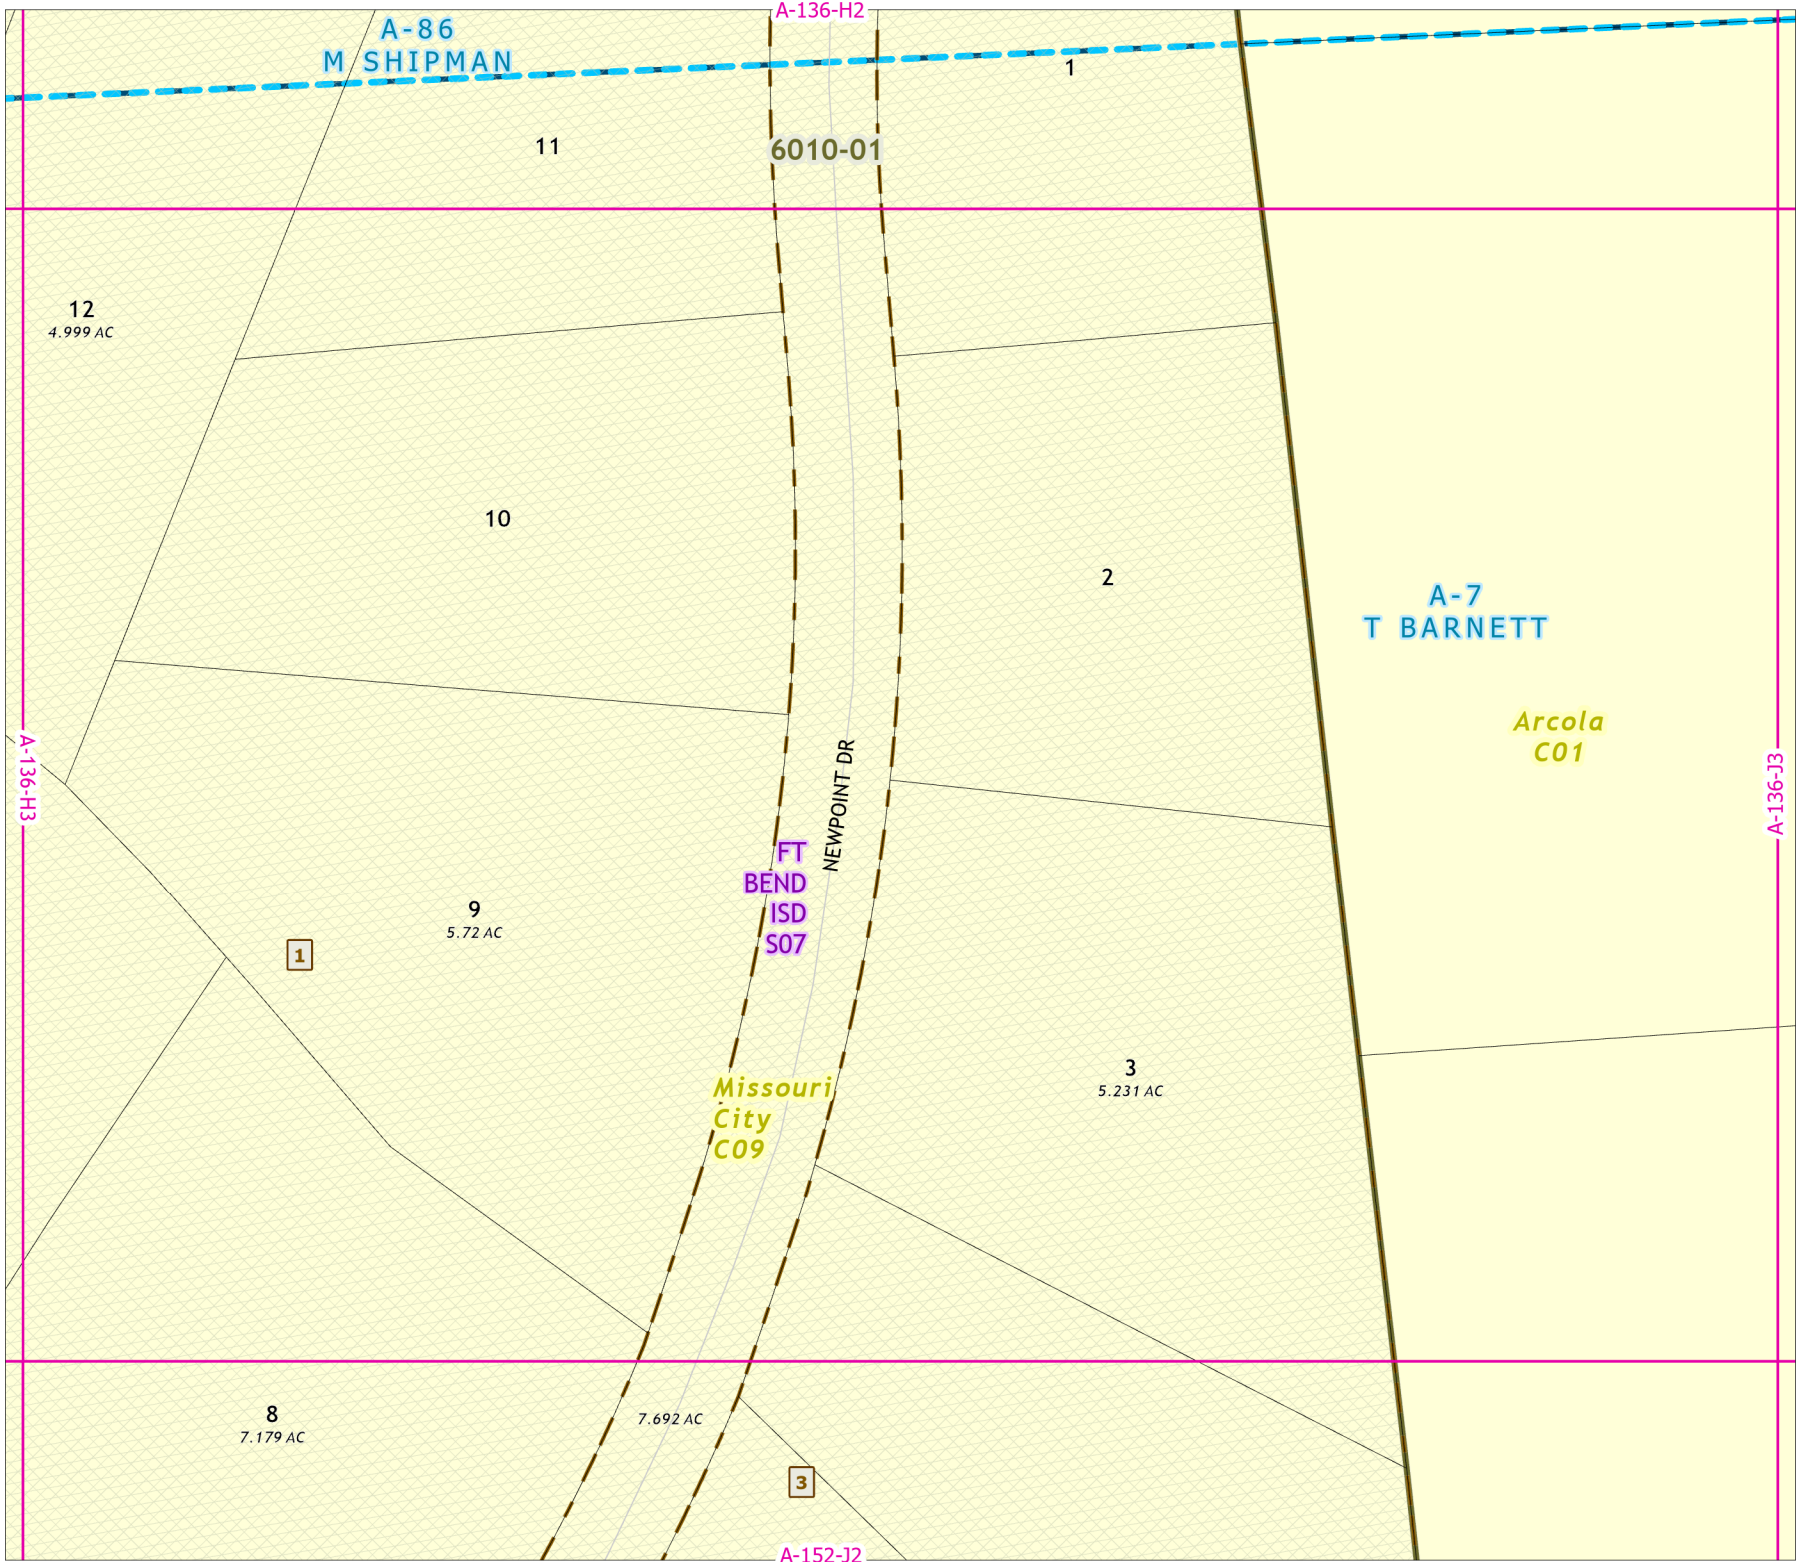 A-136-H2
A-86
M SHIPMAN
1
11
6010-01
12
4.999 AC
10
2
A-7
T BARNETT
Arcola
C01
A-136-H3
A-136-J3
NEWPOINT DR
FT
BEND
ISD
S07
9
5.72 AC
1
3
5.231 AC
Missouri
City
C09
8
7.179 AC
7.692 AC
3
A-152-J2